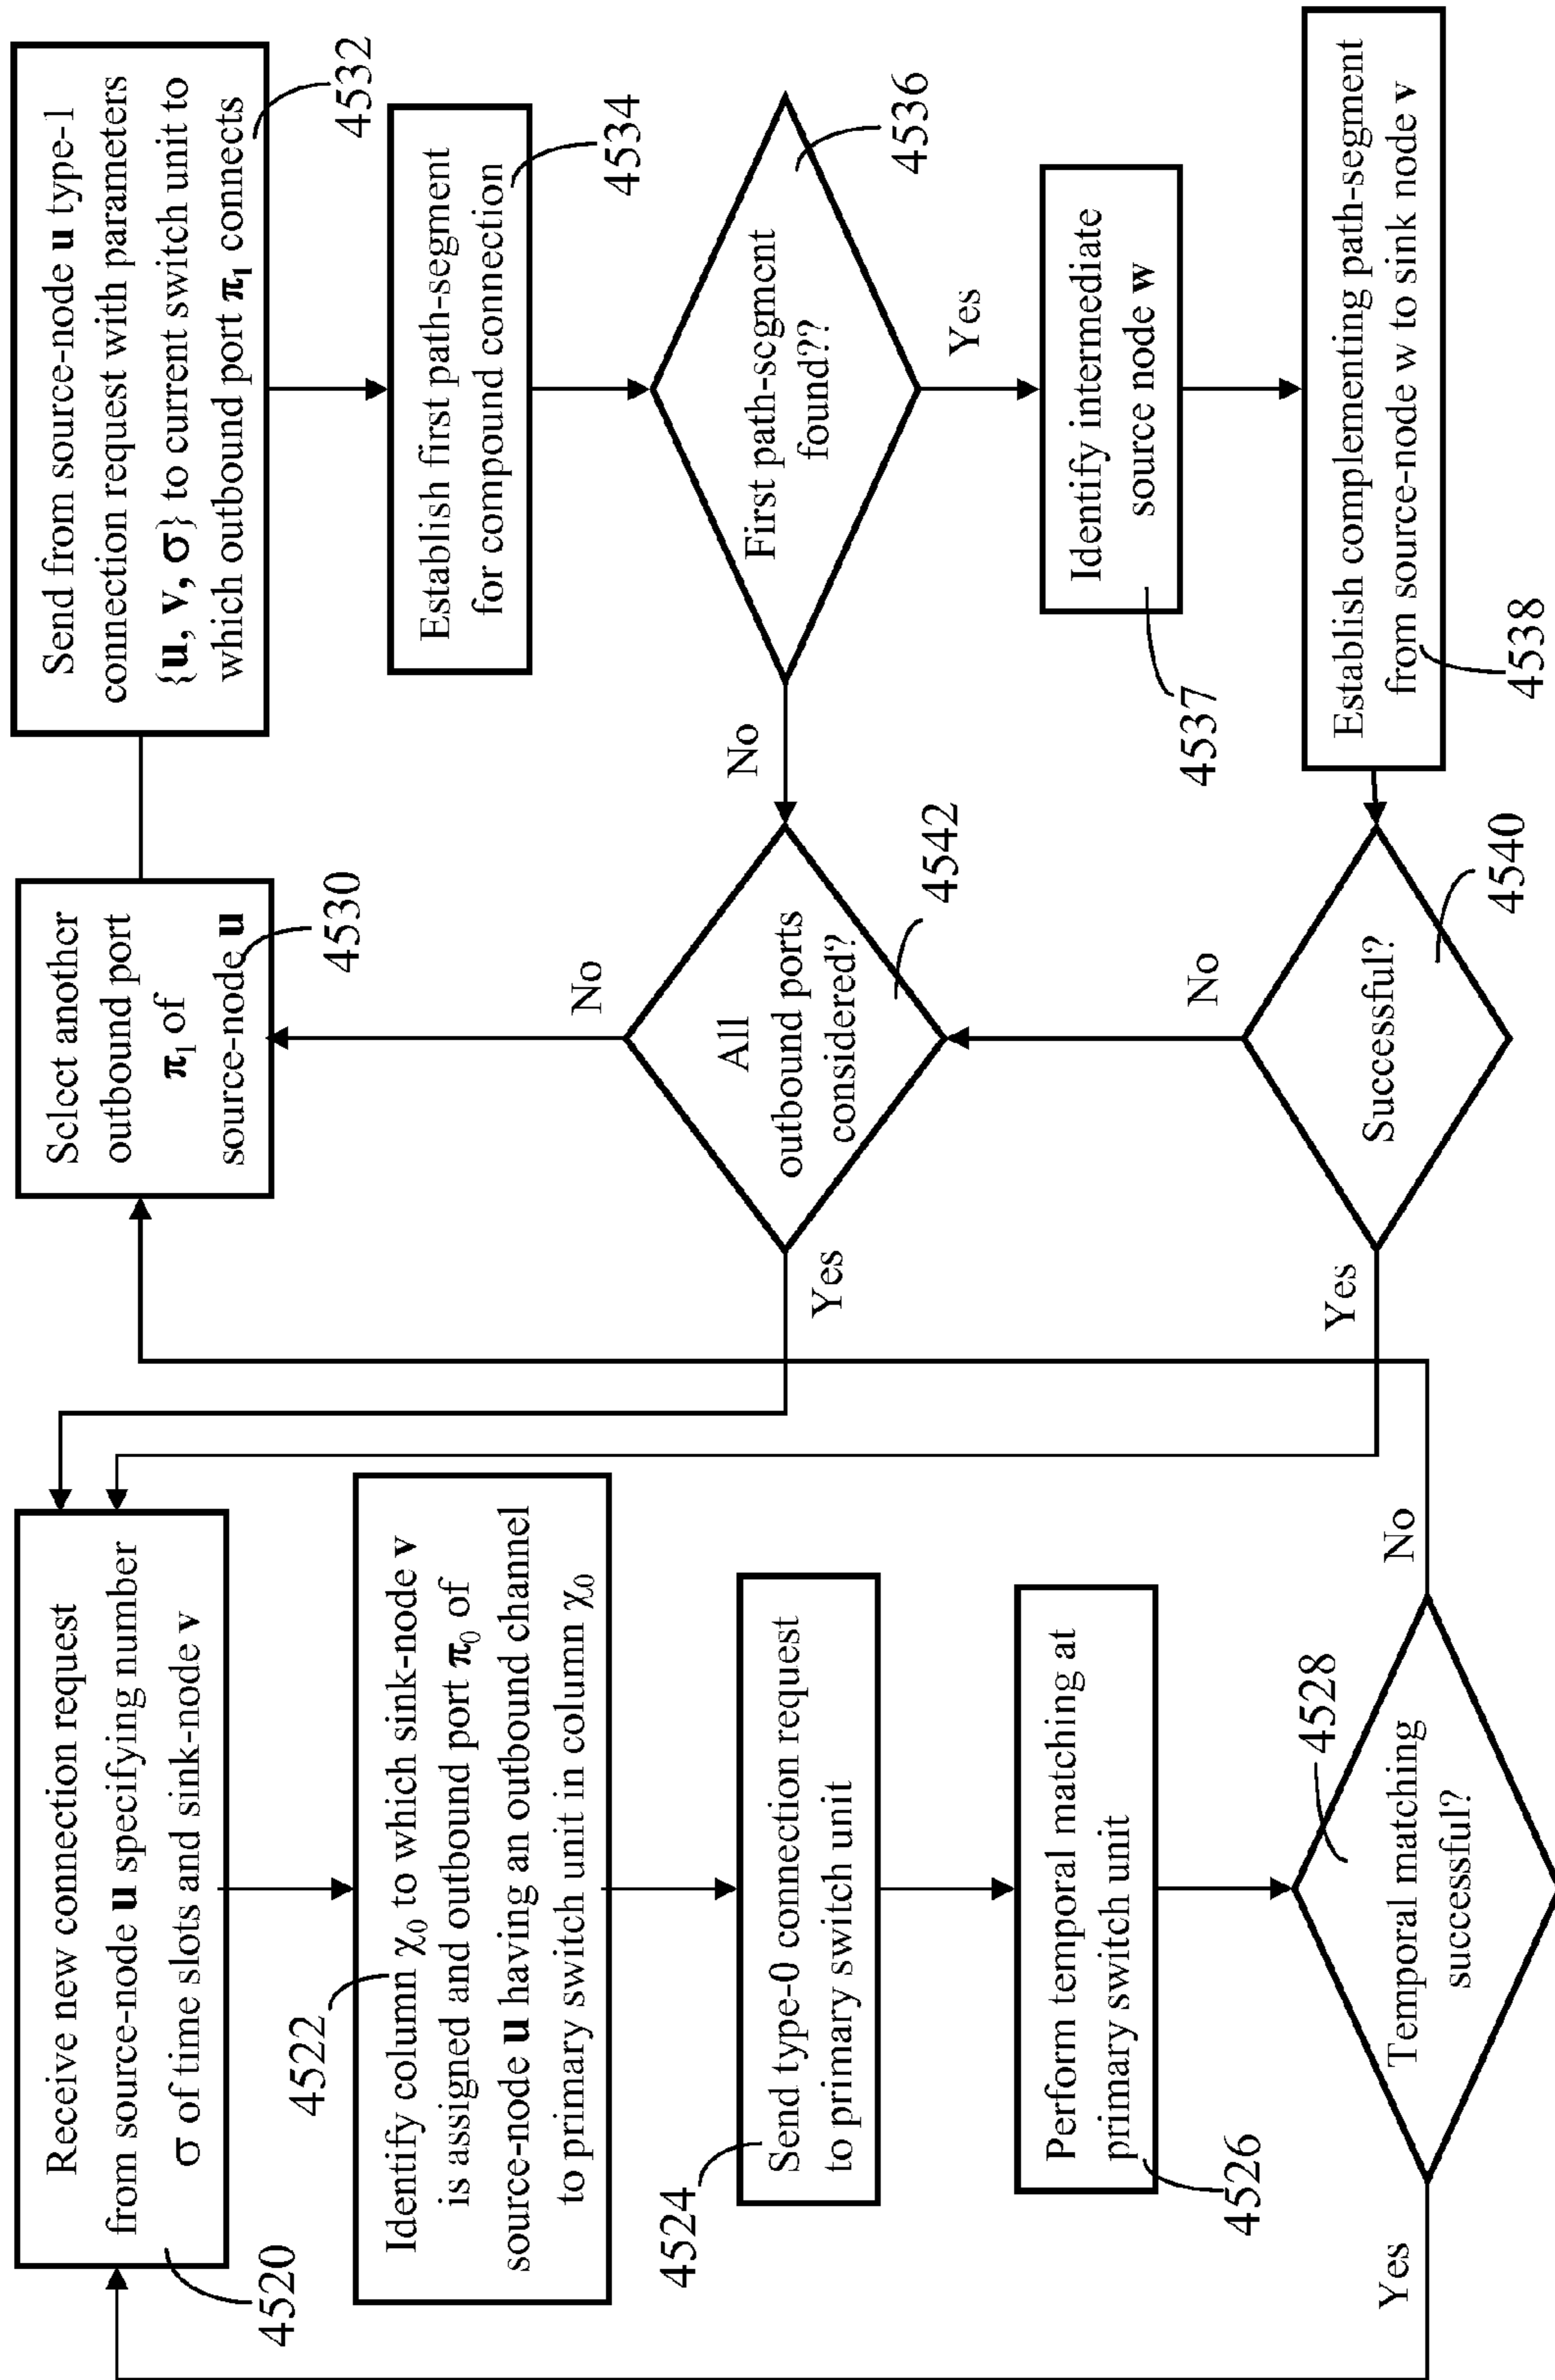 Receive new connection request
from source-node u specifying number
σ of time slots and sink-node v
4520
Identify column χ0 to which sink-node v
is assigned and outbound port π0 of
source-node u having an outbound channel
to primary switch unit in column χ0
4522
Send type-0 connection request
to primary switch unit
4524
Perform temporal matching at
primary switch unit
4526
Temporal matching
successful?
4528
Yes
No
Select another
outbound port
π1 of
source-node u
4530
Send from source-node u type-1
connection request with parameters
{u, v, σ} to current switch unit to
which outbound port π1 connects
4532
Establish first path-segment
for compound connection
4534
First path-segment
found??
4536
No
Yes
All
outbound ports
considered?
4542
No
Yes
Identify intermediate
source node w
4537
Establish complementing path-segment
from source-node w to sink node v
4538
Successful?
4540
No
Yes